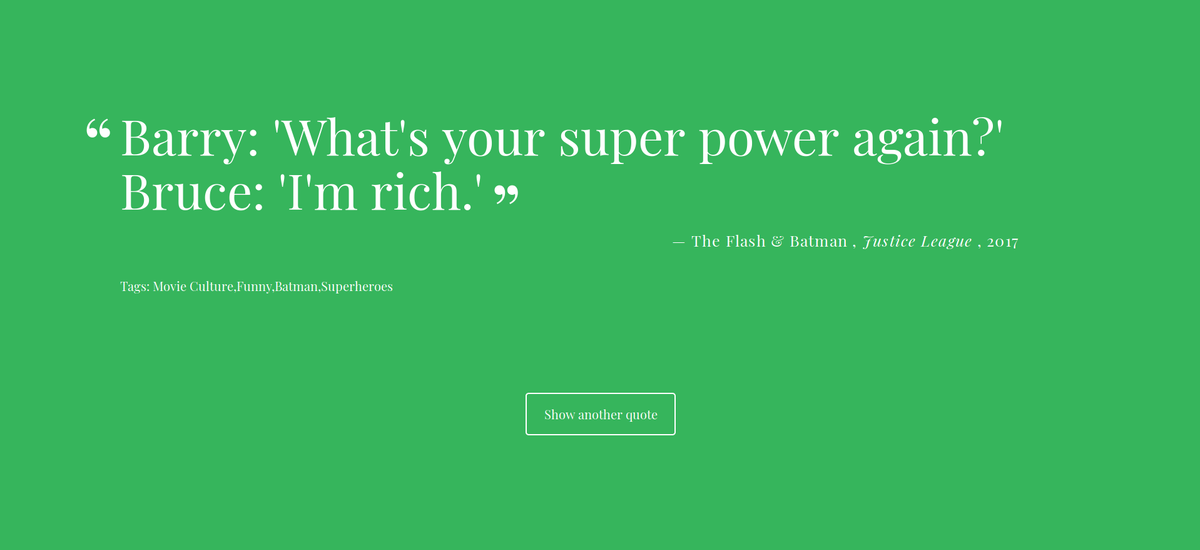 “Barry: 'What's your super power again?'
Bruce: 'I'm rich.' ”
— The Flash & Batman , Justice League , 2017
Tags: Movie Culture,Funny,Batman,Superheroes
Show another quote